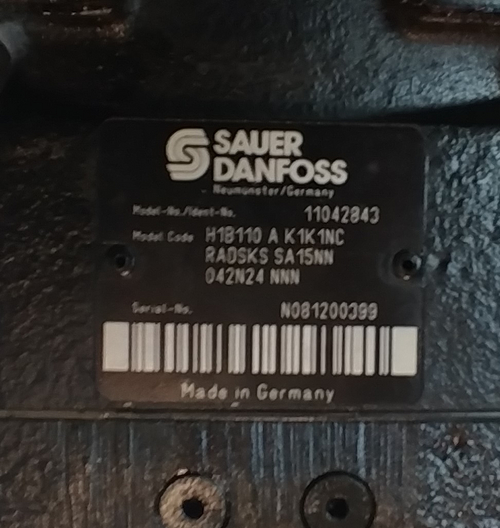 SAUER
DANFOSS
Neumünster/Germany
Model-No./Ident-No. 11042843
Model Code H1B110 A K1K1NC
RADSKS SA15NN
042N24 NNN
Serial-No. N081200399
Made in Germany